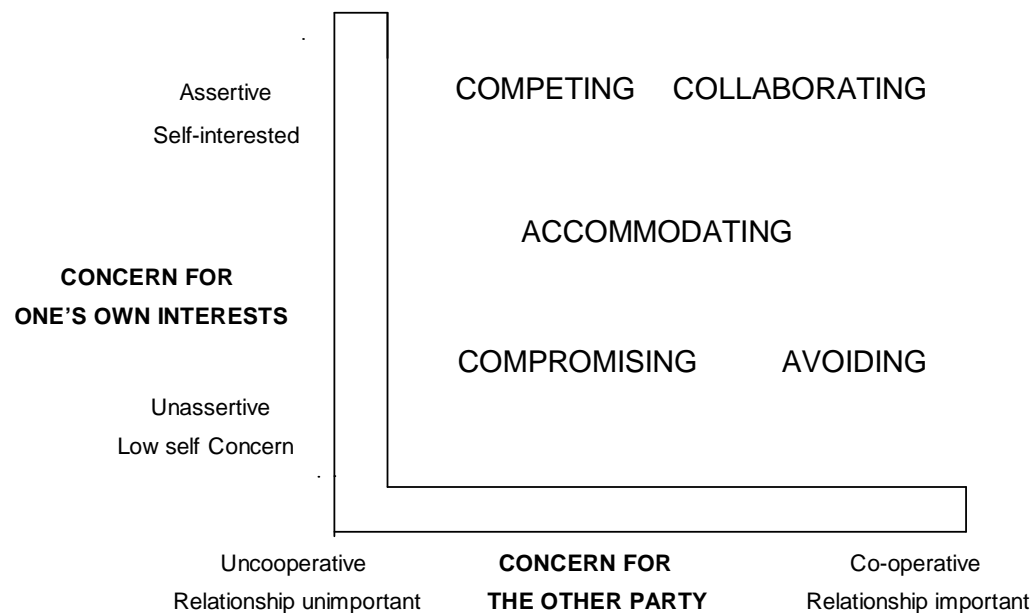 Assertive
COMPETING COLLABORATING
Self-interested
ACCOMMODATING
CONCERN FOR
ONE’S OWN INTERESTS
COMPROMISING AVOIDING
Unassertive
Low self Concern
Uncooperative CONCERN FOR Co-operative
Relationship unimportant THE OTHER PARTY Relationship important